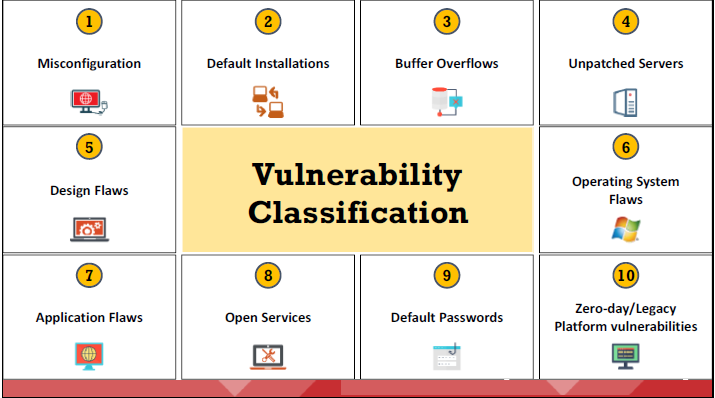 1
Misconfiguration
2
Default Installations
3
Buffer Overflows
4
Unpatched Servers
5
Design Flaws
Vulnerability
Classification
6
Operating System
Flaws
7
Application Flaws
8
Open Services
9
Default Passwords
10
Zero-day/Legacy
Platform vulnerabilities